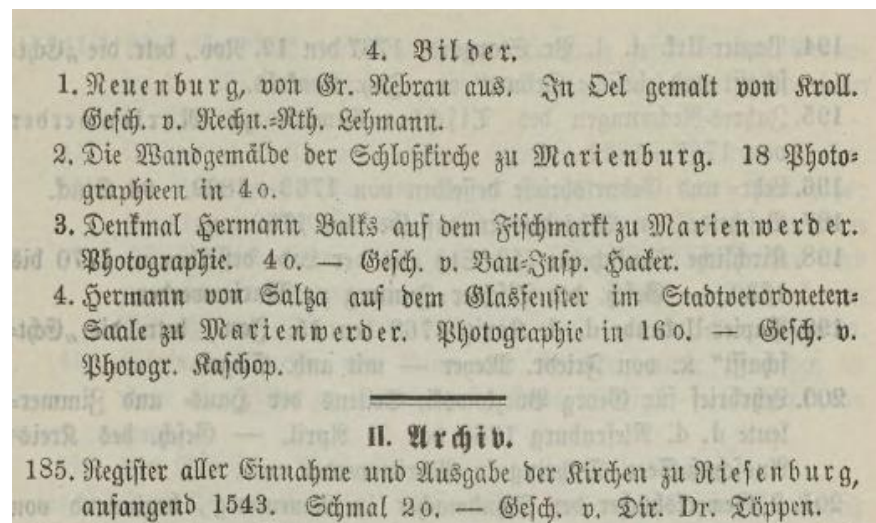 4. Bilder.
1. Neuenburg, von Gr. Nebrau aus. In Oel gemalt von Kroll.
Gesch. v. Rechn.-Rth. Lehmann.
2. Die Wandgemälde der Schloßkirche zu Marienburg. 18 Photo-
graphieen in 4o.
3. Denkmal Hermann Balks auf dem Fischmarkt zu Marienwerder.
Photographie. 4o. — Gesch. v. Bau-Insp. Hacker.
4. Hermann von Saltza auf dem Glasfenster im Stadtverordneten-
Saale zu Marienwerder. Photographie in 16o. — Gesch. v.
Photogr. Kaschop.
II. Archiv.
185. Register aller Einnahme und Ausgabe der Kirchen zu Riesenburg,
anfangend 1543. Schmal 2o. — Gesch. v. Dir. Dr. Töppen.